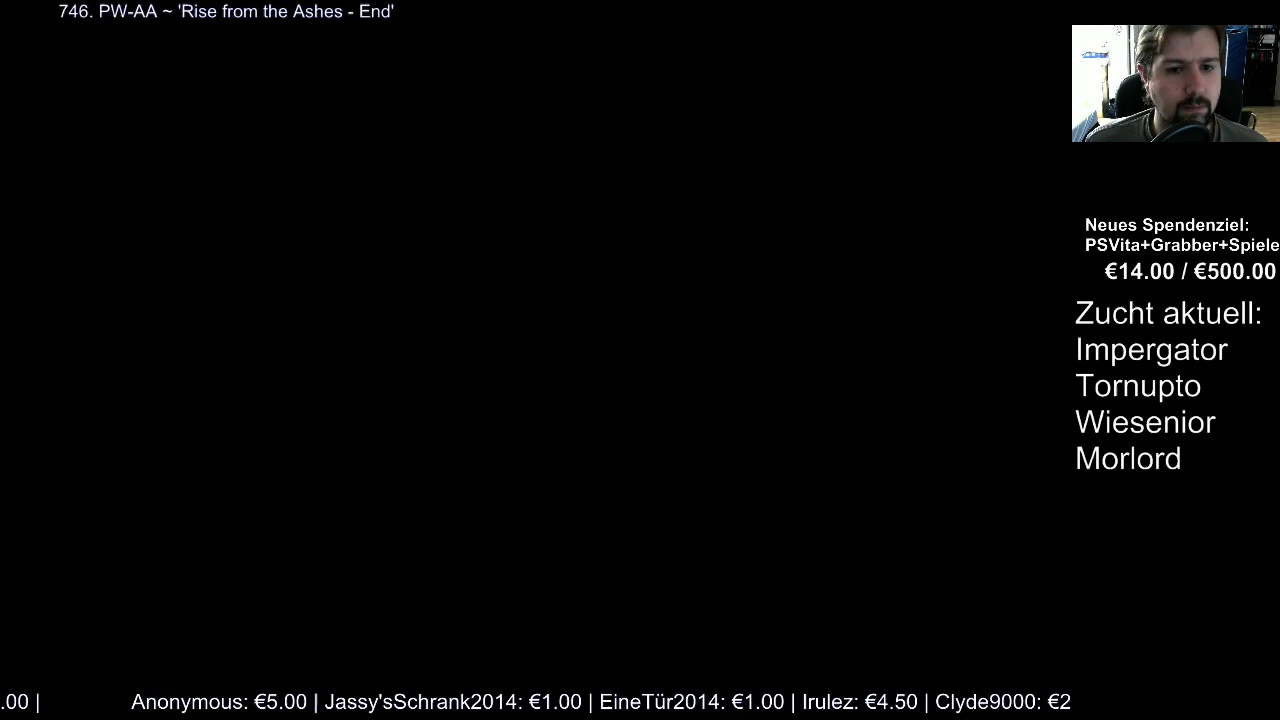 746. PW-AA ~ 'Rise from the Ashes - End'
Neues Spendenziel:
PSVita+Grabber+Spiele
€14.00 / €500.00
Zucht aktuell:
Impergator
Tornupto
Wiesenior
Morlord
.00 | Anonymous: €5.00 | Jassy'sSchrank2014: €1.00 | EineTür2014: €1.00 | Irulez: €4.50 | Clyde9000: €2